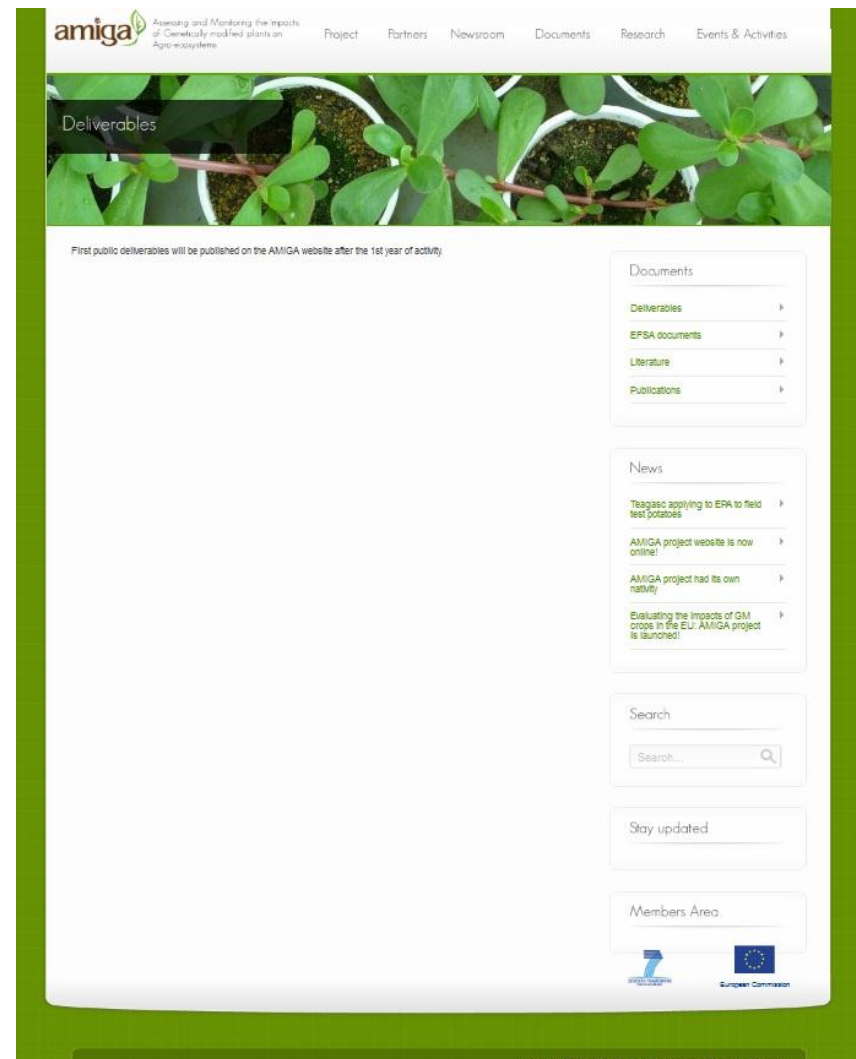 amiga
Assessing and Monitoring the Impacts
of Genetically modified plants on
Agro-ecosystems
Project Partners Newsroom Documents Research Events & Activities
Deliverables
First public deliverables will be published on the AMIGA website after the 1st year of activity.
Documents
Deliverables
EFSA documents
Literature
Publications
News
Teagasc applying to EPA to field
test potatoes
AMIGA project website is now
online!
AMIGA project had its own
nativity
Evaluating the impacts of GM
crops in the EU: AMIGA project
is launched!
Search
Search...
Stay updated
Members Area
7
European Commission